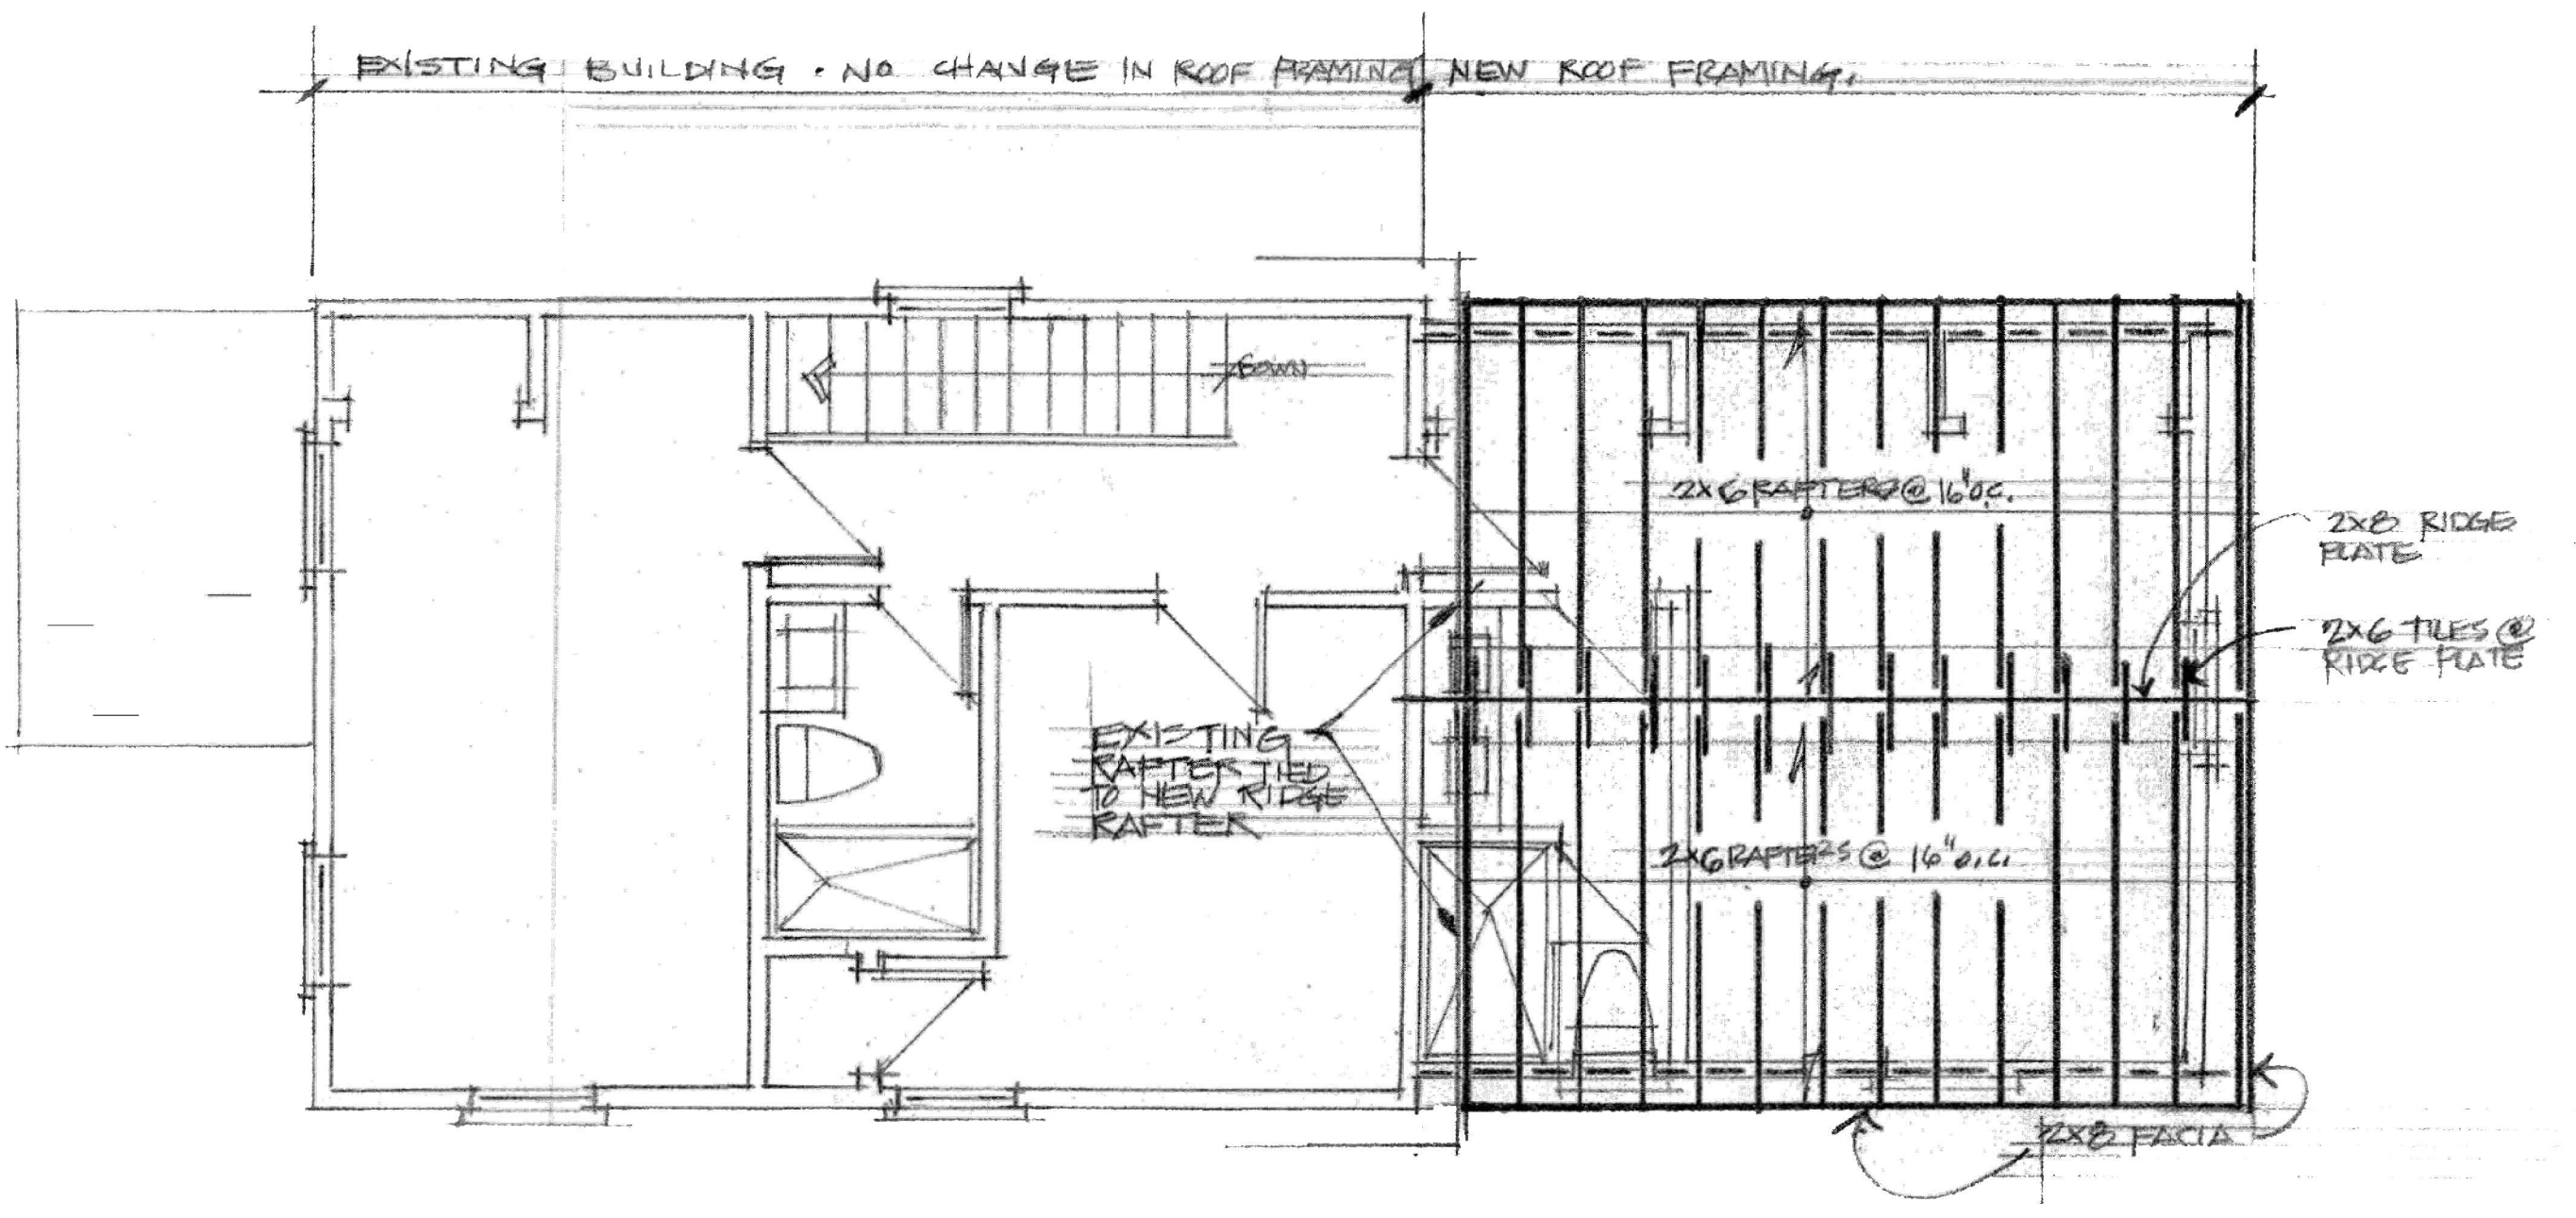 EXISTING BUILDING . NO CHANGE IN ROOF FRAMING
NEW ROOF FRAMING.
DOWN
2X6 RAFTERS @ 16" O.C.
2X8 RIDGE
PLATE
2X6 TILES @
RIDGE PLATE
EXISTING
RAFTER TIED
TO NEW RIDGE
RAFTER
2X6 RAFTERS @ 16" O.C.
2X8 FACIA